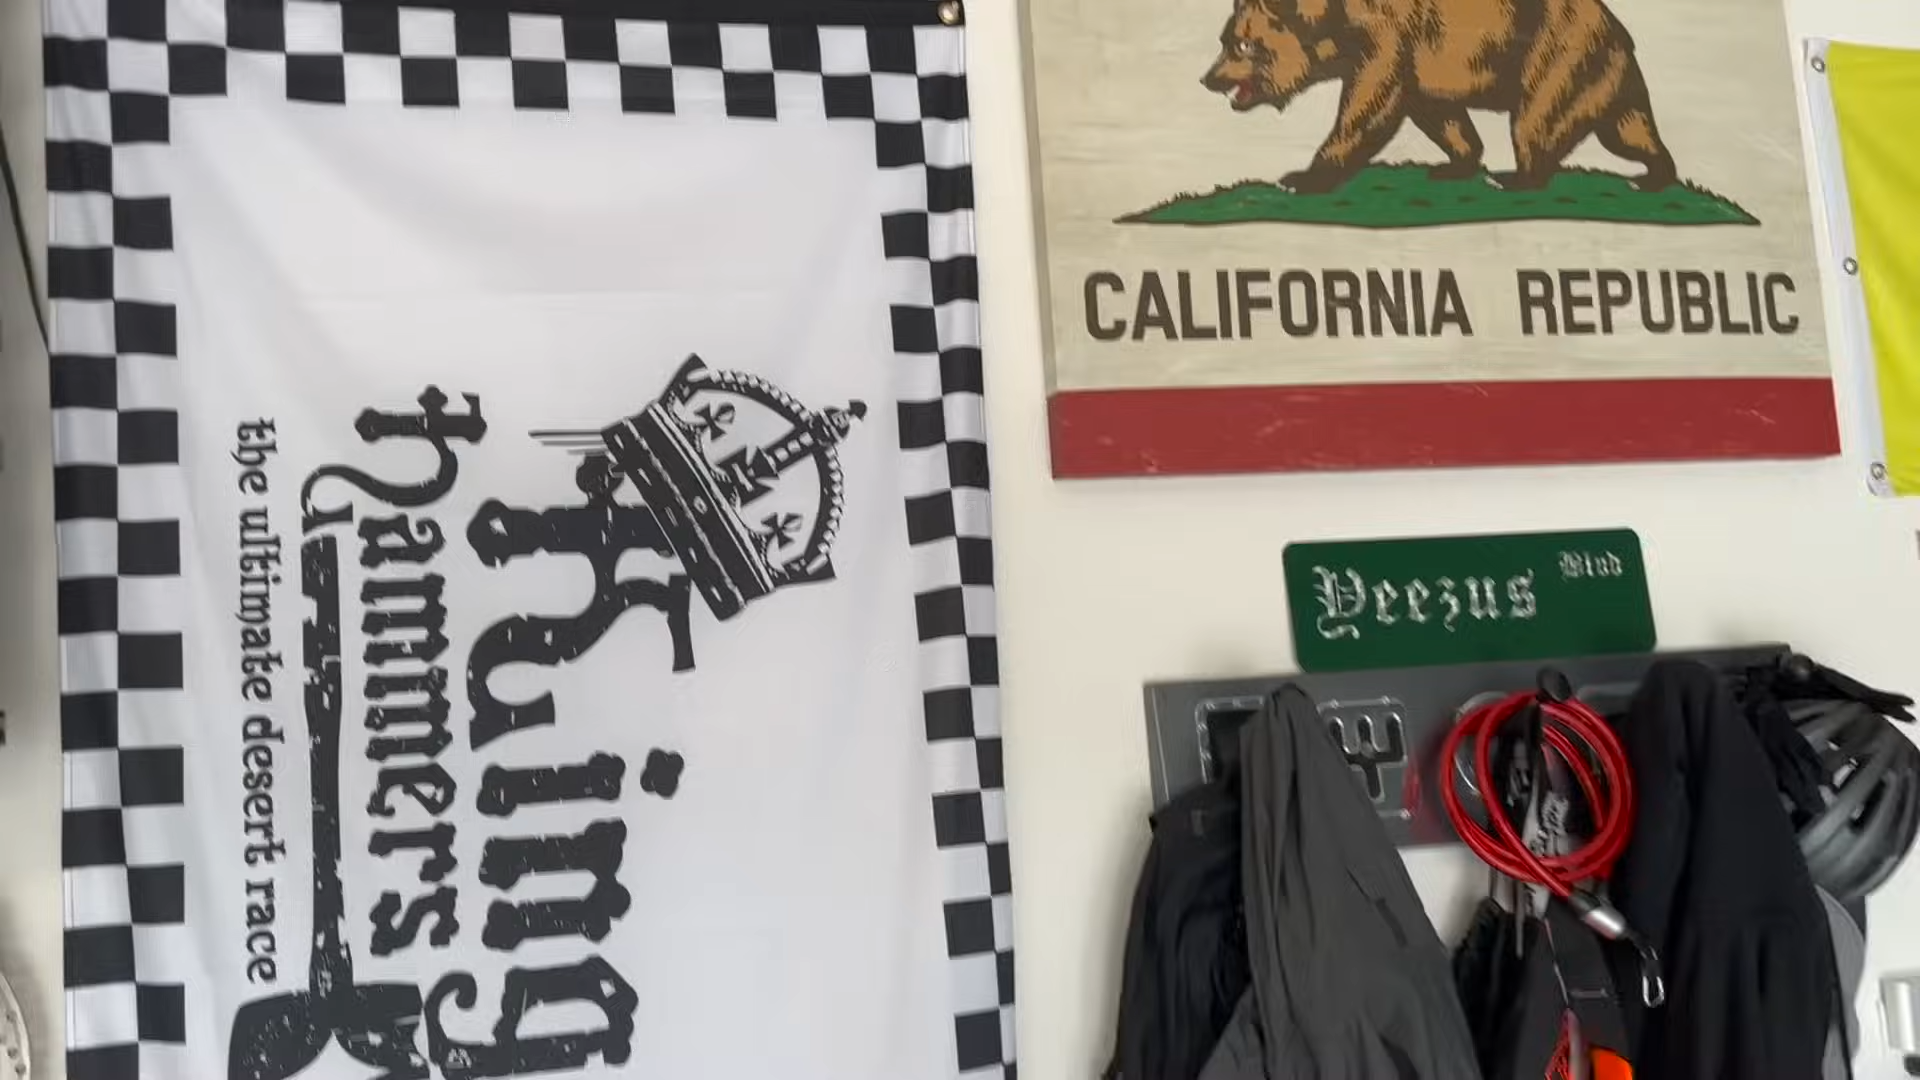 King
Hammers
the ultimate desert race
CALIFORNIA REPUBLIC
Yeezus Blvd